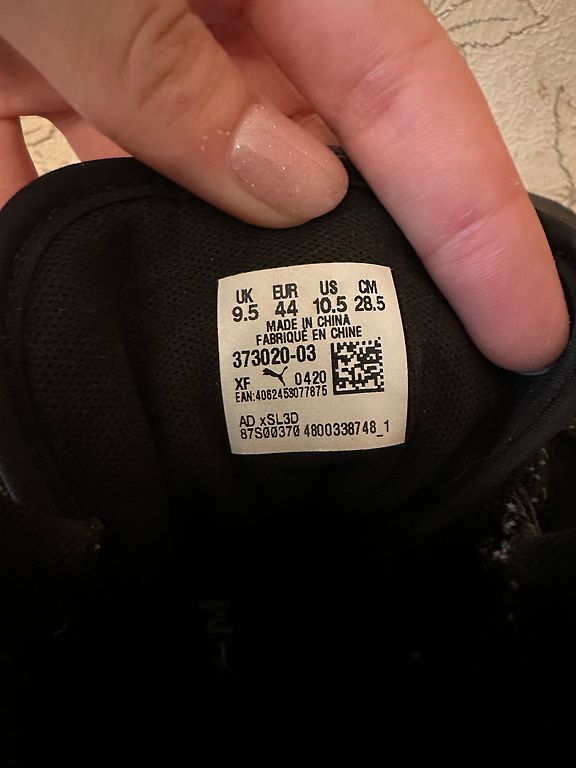 UK EUR US CM
9.5 44 10.5 28.5
MADE IN CHINA
FABRIQUÉ EN CHINE
373020-03
XF 0420
EAN:4062453077875
AD xSL3D
87S00370 4800338748_1